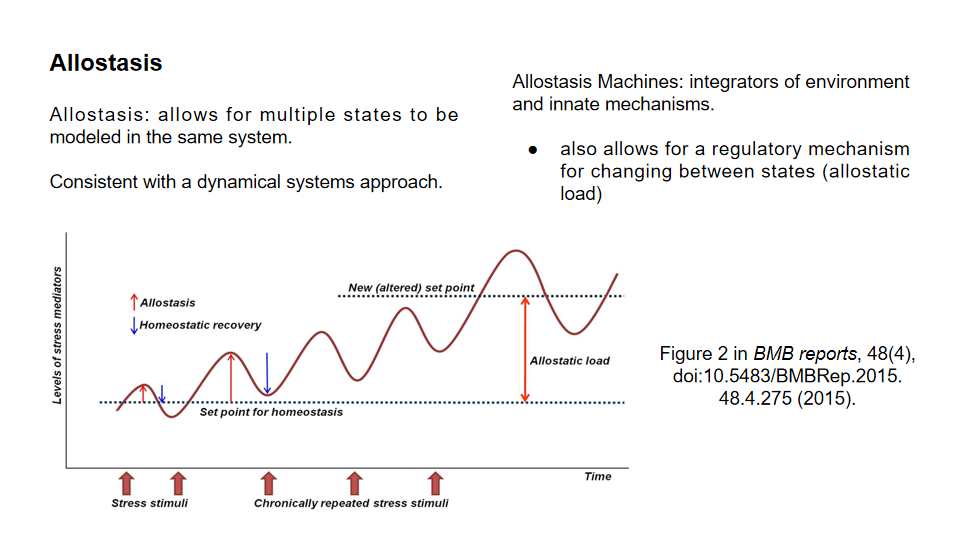 Allostasis
Allostasis: allows for multiple states to be
modeled in the same system.
Consistent with a dynamical systems approach.
Allostasis Machines: integrators of environment
and innate mechanisms.
● also allows for a regulatory mechanism
for changing between states (allostatic
load)
Levels of stress mediators
Allostasis
Homeostatic recovery
New (altered) set point
Allostatic load
Set point for homeostasis
Time
Stress stimuli
Chronically repeated stress stimuli
Figure 2 in BMB reports, 48(4),
doi:10.5483/BMBRep.2015.
48.4.275 (2015).